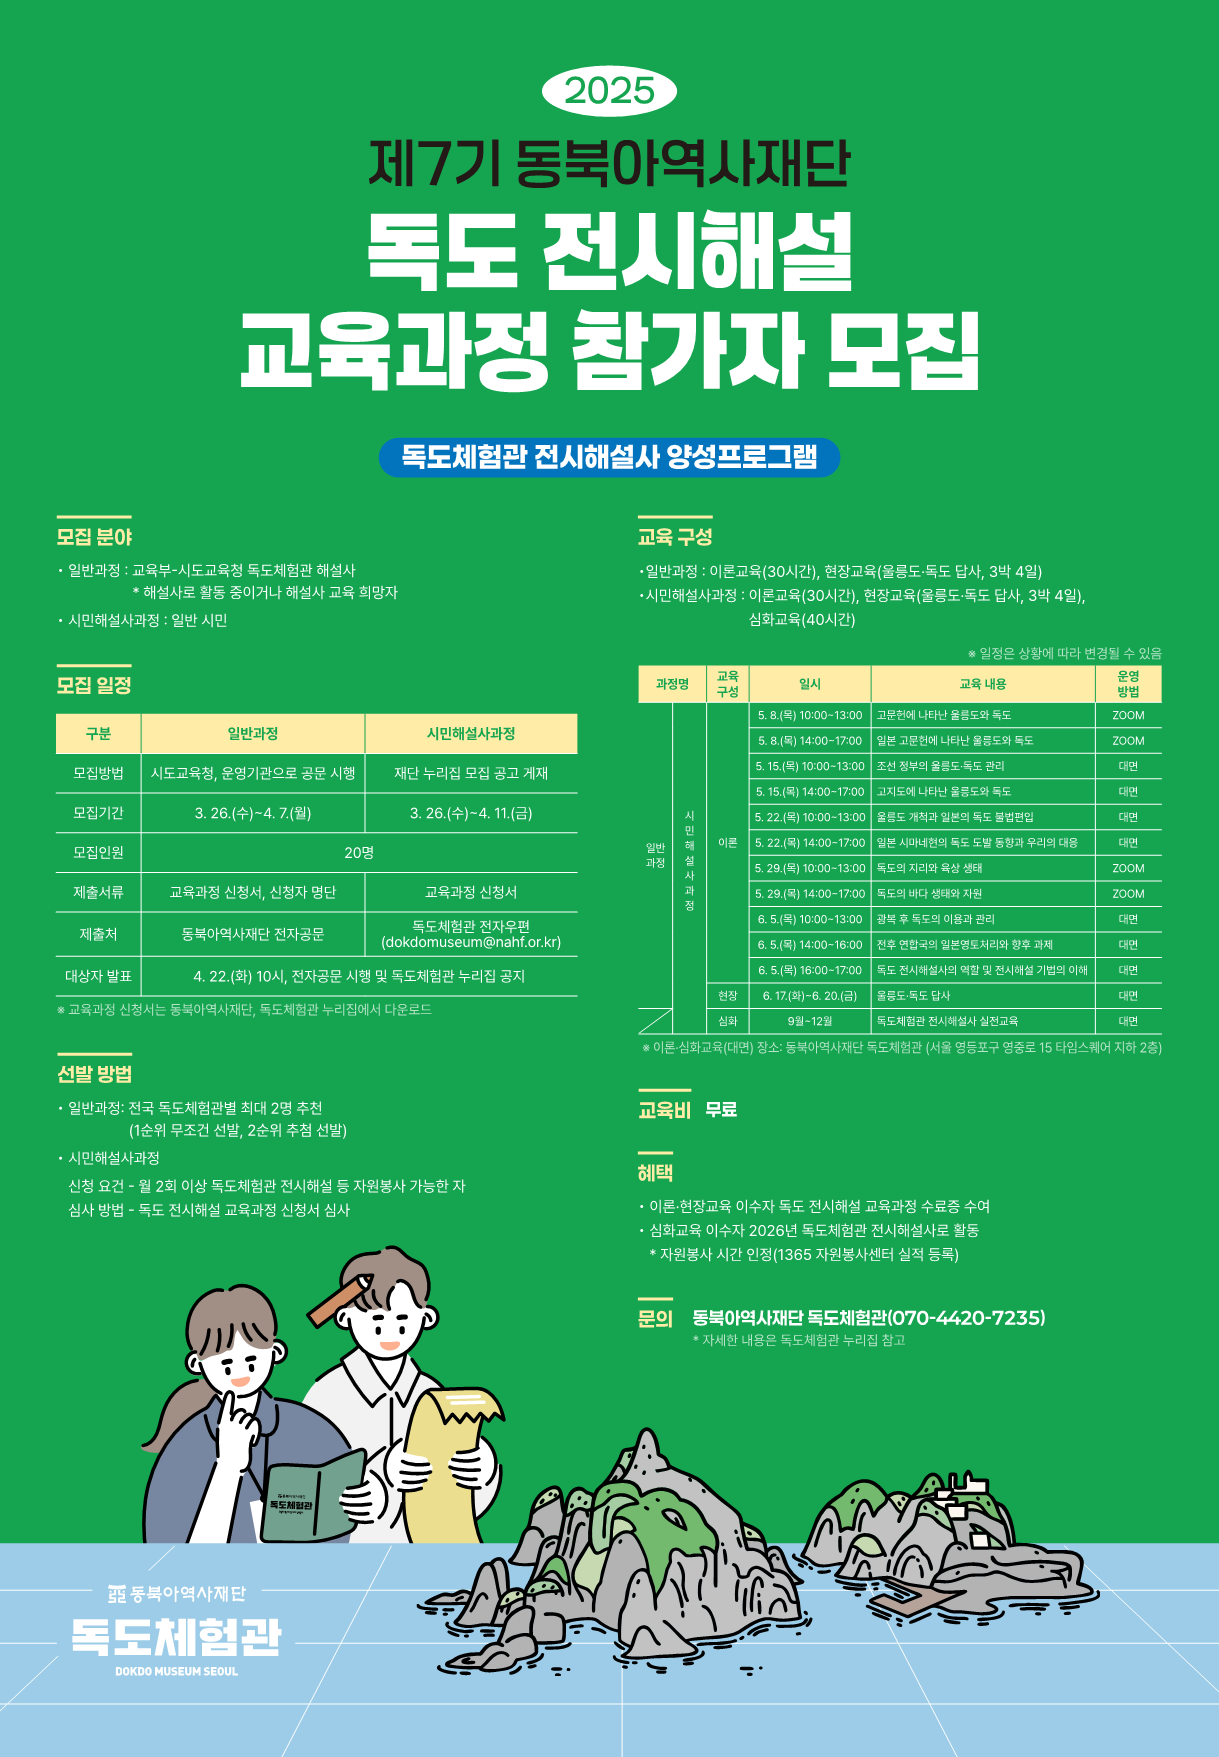 2025
제7기 동북아역사재단
독도 전시해설
교육과정 참가자 모집
독도체험관 전시해설사 양성프로그램
모집 분야
· 일반과정 : 교육부-시도교육청 독도체험관 해설사
* 해설사로 활동 중이거나 해설사 교육 희망자
· 시민해설사과정 : 일반 시민
모집 일정
구분 일반과정 시민해설사과정
모집방법 시도교육청, 운영기관으로 공문 시행 재단 누리집 모집 공고 게재
모집기간 3. 26.(수)~4. 7.(월) 3. 26.(수)~4. 11.(금)
모집인원 20명
제출서류 교육과정 신청서, 신청자 명단 교육과정 신청서
제출처 동북아역사재단 전자공문 독도체험관 전자우편
(dokdomuseum@nahf.or.kr)
대상자 발표 4. 22.(화) 10시, 전자공문 시행 및 독도체험관 누리집 공지
※ 교육과정 신청서는 동북아역사재단, 독도체험관 누리집에서 다운로드
선발 방법
· 일반과정: 전국 독도체험관별 최대 2명 추천
(1순위 무조건 선발, 2순위 추첨 선발)
· 시민해설사과정
신청 요건 - 월 2회 이상 독도체험관 전시해설 등 자원봉사 가능한 자
심사 방법 - 독도 전시해설 교육과정 신청서 심사
교육 구성
·일반과정 : 이론교육(30시간), 현장교육(울릉도·독도 답사, 3박 4일)
·시민해설사과정 : 이론교육(30시간), 현장교육(울릉도·독도 답사, 3박 4일),
심화교육(40시간)
※ 일정은 상황에 따라 변경될 수 있음
과정명 교육 구성 일시 교육 내용 운영 방법
일반 과정 시민해설사과정 이론 5. 8.(목) 10:00~13:00 고문헌에 나타난 울릉도와 독도 ZOOM
5. 8.(목) 14:00~17:00 일본 고문헌에 나타난 울릉도와 독도 ZOOM
5. 15.(목) 10:00~13:00 조선 정부의 울릉도·독도 관리 대면
5. 15.(목) 14:00~17:00 고지도에 나타난 울릉도와 독도 대면
5. 22.(목) 10:00~13:00 울릉도 개척과 일본의 독도 불법편입 대면
5. 22.(목) 14:00~17:00 일본 시마네현의 독도 도발 동향과 우리의 대응 대면
5. 29.(목) 10:00~13:00 독도의 지리와 육상 생태 ZOOM
5. 29.(목) 14:00~17:00 독도의 바다 생태와 자원 ZOOM
6. 5.(목) 10:00~13:00 광복 후 독도의 이용과 관리 대면
6. 5.(목) 14:00~16:00 전후 연합국의 일본영토처리와 향후 과제 대면
6. 5.(목) 16:00~17:00 독도 전시해설사의 역할 및 전시해설 기법의 이해 대면
현장 6. 17.(화)~6. 20.(금) 울릉도·독도 답사 대면
심화 9월~12월 독도체험관 전시해설사 실전교육 대면
※ 이론·심화교육(대면) 장소: 동북아역사재단 독도체험관 (서울 영등포구 영중로 15 타임스퀘어 지하 2층)
교육비 무료
혜택
· 이론·현장교육 이수자 독도 전시해설 교육과정 수료증 수여
· 심화교육 이수자 2026년 독도체험관 전시해설사로 활동
* 자원봉사 시간 인정(1365 자원봉사센터 실적 등록)
문의 동북아역사재단 독도체험관(070-4420-7235)
* 자세한 내용은 독도체험관 누리집 참고
동북아역사재단
독도체험관
동북아역사재단
독도체험관
DOKDO MUSEUM SEOUL